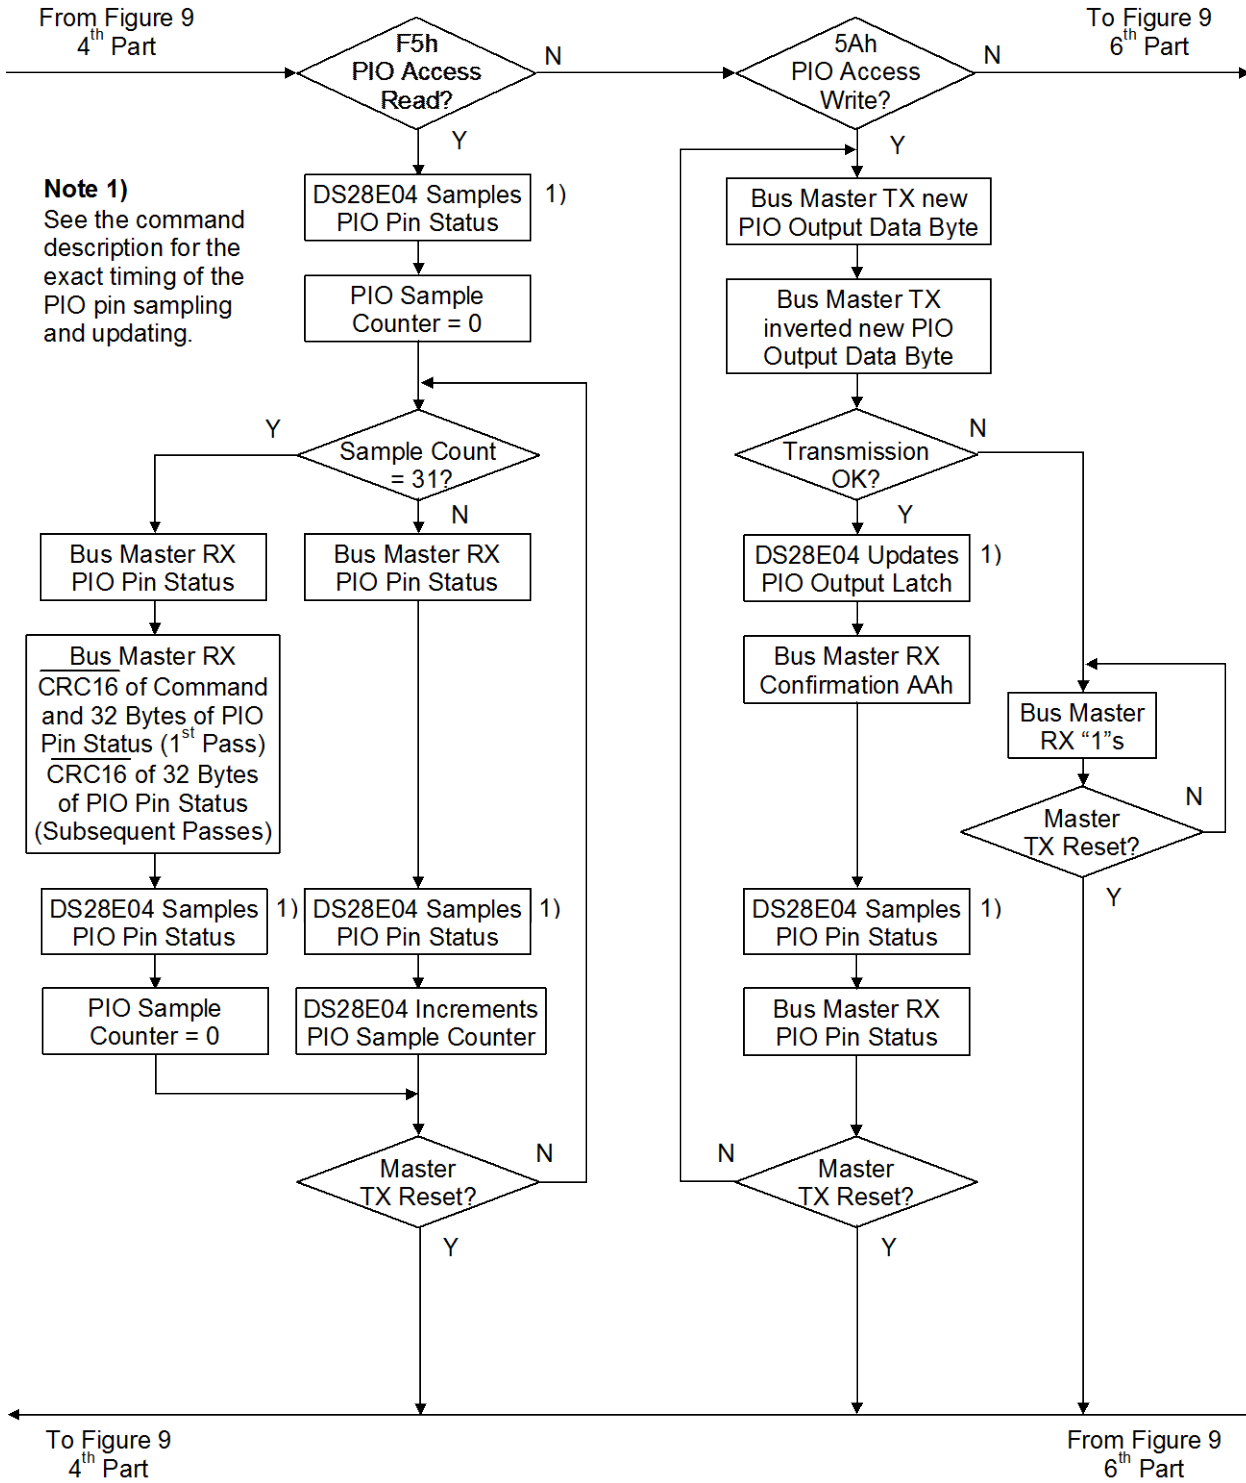 From Figure 9
4th Part
F5h
PIO Access
Read?
N
Y
5Ah
PIO Access
Write?
N
Y
To Figure 9
6th Part
Note 1)
See the command
description for the
exact timing of the
PIO pin sampling
and updating.
DS28E04 Samples
PIO Pin Status
1)
PIO Sample
Counter = 0
Sample Count
= 31?
Y
N
Bus Master RX
PIO Pin Status
Bus Master RX
CRC16 of Command
and 32 Bytes of PIO
Pin Status (1st Pass)
CRC16 of 32 Bytes
of PIO Pin Status
(Subsequent Passes)
DS28E04 Samples
PIO Pin Status
1)
PIO Sample
Counter = 0
Bus Master RX
PIO Pin Status
DS28E04 Samples
PIO Pin Status
1)
DS28E04 Increments
PIO Sample Counter
Master
TX Reset?
N
Y
Bus Master TX new
PIO Output Data Byte
Bus Master TX
inverted new PIO
Output Data Byte
Transmission
OK?
N
Y
DS28E04 Updates
PIO Output Latch
1)
Bus Master RX
Confirmation AAh
DS28E04 Samples
PIO Pin Status
1)
Bus Master RX
PIO Pin Status
Master
TX Reset?
N
Y
Bus Master
RX “1”s
Master
TX Reset?
N
Y
To Figure 9
4th Part
From Figure 9
6th Part